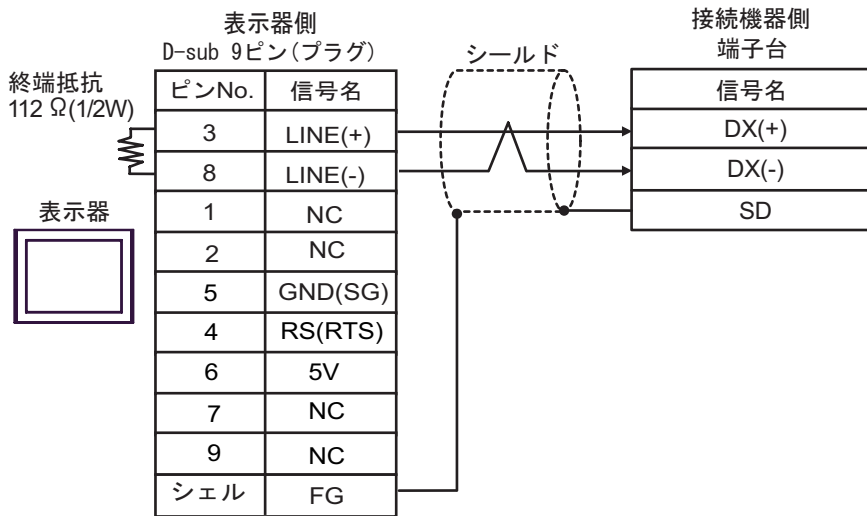 表示器側
D-sub 9ピン(プラグ)
シールド
接続機器側
端子台
終端抵抗
112 Ω(1/2W)
ピンNo. 信号名
信号名
3 LINE(+)
DX(+)
8 LINE(-)
DX(-)
表示器
1 NC
SD
2 NC
5 GND(SG)
4 RS(RTS)
6 5V
7 NC
9 NC
シェル FG